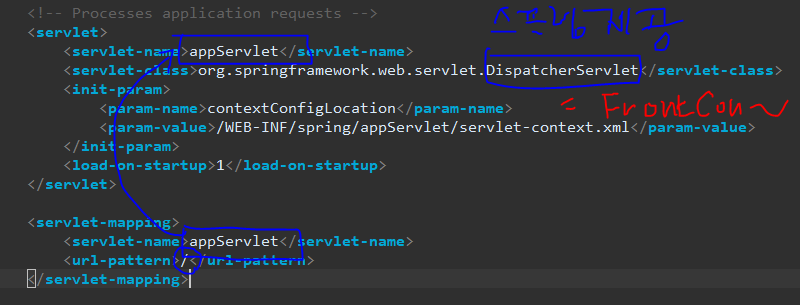 <!-- Processes application requests -->
스프링 제공
<servlet>
<servlet-name>appServlet</servlet-name>
<servlet-class>org.springframework.web.servlet.DispatcherServlet</servlet-class>
<init-param>
<param-name>contextConfigLocation</param-name>
= FrontCon~
<param-value>/WEB-INF/spring/appServlet/servlet-context.xml</param-value>
</init-param>
<load-on-startup>1</load-on-startup>
</servlet>
<servlet-mapping>
<servlet-name>appServlet</servlet-name>
<url-pattern>/</url-pattern>
</servlet-mapping>